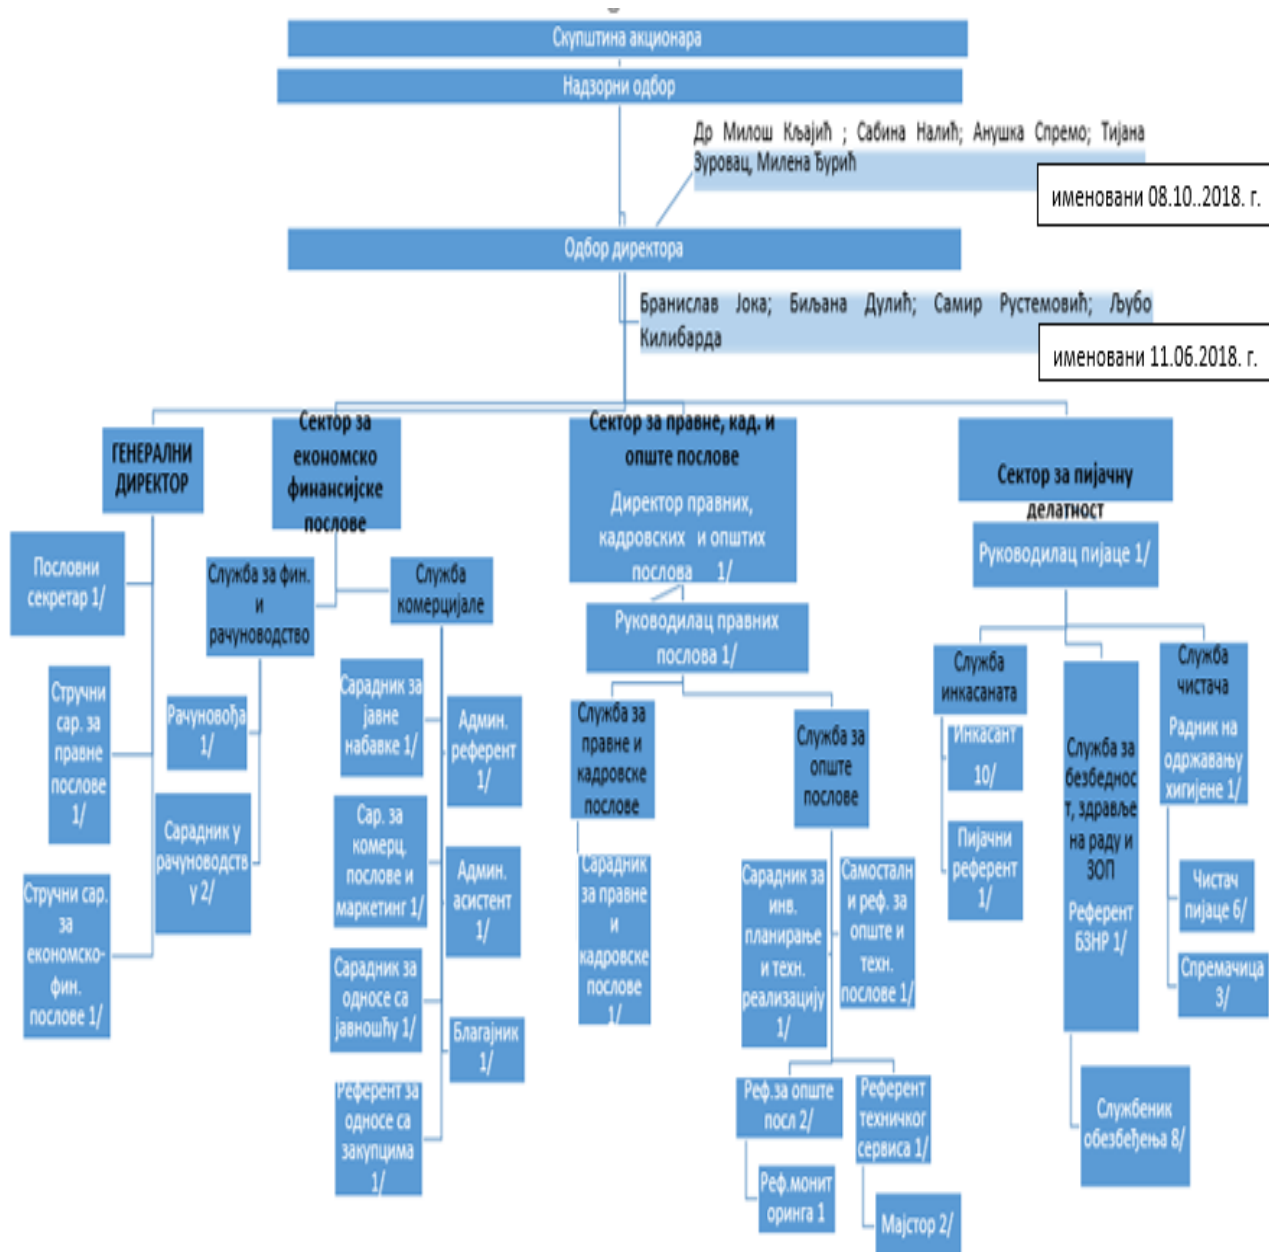 Скупштина акционара
Надзорни одбор
Др Милош Кљајић ; Сабина Налић; Анушка Спремо; Тијана
Зуровац, Милена Ђурић
именовани 08.10..2018. г.
Одбор директора
Бранислав Јока; Биљана Дулић; Самир Рустемовић; Љубо
Килибарда
именовани 11.06.2018. г.
ГЕНЕРАЛНИ
ДИРЕКТОР
Пословни
секретар 1/
Стручни
сар. за
правне
послове
1/
Стручни сар.
за
економско-
фин.
послове 1/
Сектор за
економско
финансијске
послове
Служба за фин.
и
рачуноводство
Рачуновођа
1/
Сарадник у
рачуноводств
у 2/
Служба
комерцијале
Сарадник за
јавне
набавке 1/
Сар. за
комерц.
послове и
маркетинг 1/
Сарадник за
односе са
јавношћу 1/
Референт за
односе са
закупцима
1/
Админ.
референт
1/
Админ.
асистент
1/
Благајник
1/
Сектор за правне, кад. и
опште послове
Директор правних,
кадровских и општих
послова 1/
Руководилац правних
послова 1/
Служба за
правне и
кадровске
послове
Сарадник
за правне
и
кадровске
послове
1/
Служба за
опште
послове
Сарадник за
инв.
планирање
и техн.
реализацију
1/
Самосталн
и реф. за
опште и
техн.
послове 1/
Реф.за опште
посл 2/
Реф.монит
оринга 1
Референт
техничког
сервиса 1/
Мајстор 2/
Сектор за пијачну
делатност
Руководилац пијаце 1/
Служба
инкасаната
Инкасант
10/
Пијачни
референт
1/
Служба за
безбеднос
т, здравље
на раду и
ЗОП
Референт
БЗНР 1/
Службеник
обезбеђења 8/
Служба
чистача
Радник на
одржавању
хигијене 1/
Чистач
пијаце 6/
Спремачица
3/